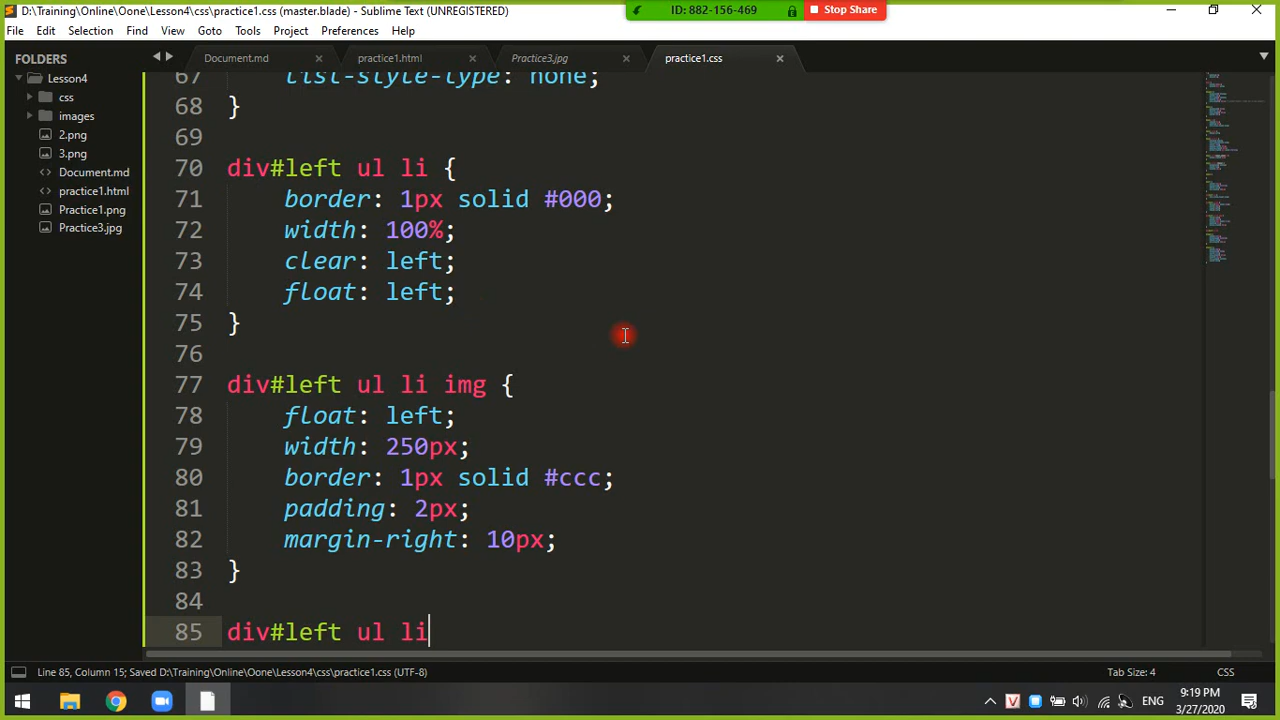 D:\Training\Online\Oone\Lesson4\css\practice1.css (master.blade) - Sublime Text (UNREGISTERED)
ID: 882-156-469
Stop Share
File Edit Selection Find View Goto Tools Project Preferences Help
FOLDERS
Lesson4
css
images
2.png
3.png
Document.md
practice1.html
Practice1.png
Practice3.jpg
Document.md
practice1.html
Practice3.jpg
practice1.css
67 list-style-type: none;
68 }
69
70 div#left ul li {
71 border: 1px solid #000;
72 width: 100%;
73 clear: left;
74 float: left;
75 }
76
77 div#left ul li img {
78 float: left;
79 width: 250px;
80 border: 1px solid #ccc;
81 padding: 2px;
82 margin-right: 10px;
83 }
84
85 div#left ul li
Line 85, Column 15; Saved D:\Training\Online\Oone\Lesson4\css\practice1.css (UTF-8)
Tab Size: 4
CSS
ENG
9:19 PM
3/27/2020